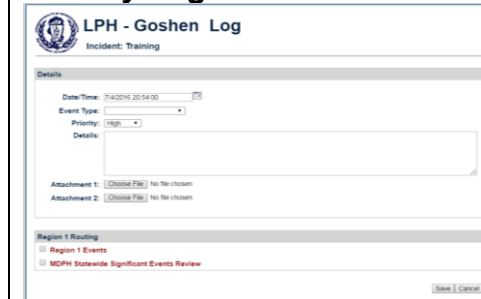 LPH - Goshen Log
Incident: Training
Details
Date/Time: 7/4/2016 20:54:00
Event Type:
Priority: High
Details:
Attachment 1: Choose File No file chosen
Attachment 2: Choose File No file chosen
Region 1 Routing
Region 1 Events
MDPH Statewide Significant Events Review
Save Cancel